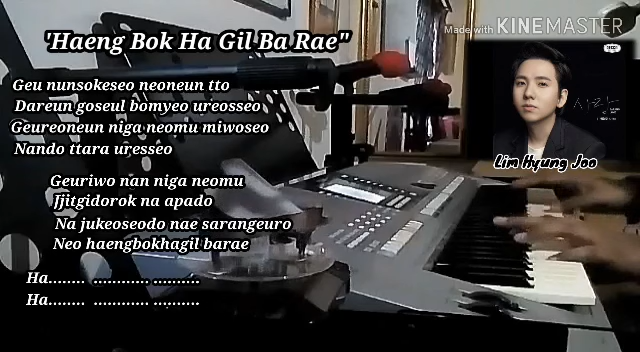 Made with KINEMASTER
"Haeng Bok Ha Gil Ba Rae"
Geu nunsokeseo neoneun tto
Dareun goseul bomyeo ureosseo
Geureoneun niga neomu miwoseo
Nando ttara uresseo
Geuriwo nan niga neomu
Jjitgidorok na apado
Na jukeoseodo nae sarangeuro
Neo haengbokhagil barae
Ha........ ............ ..........
Ha........ ............ ..........
사랑
Lim Hyung Joo